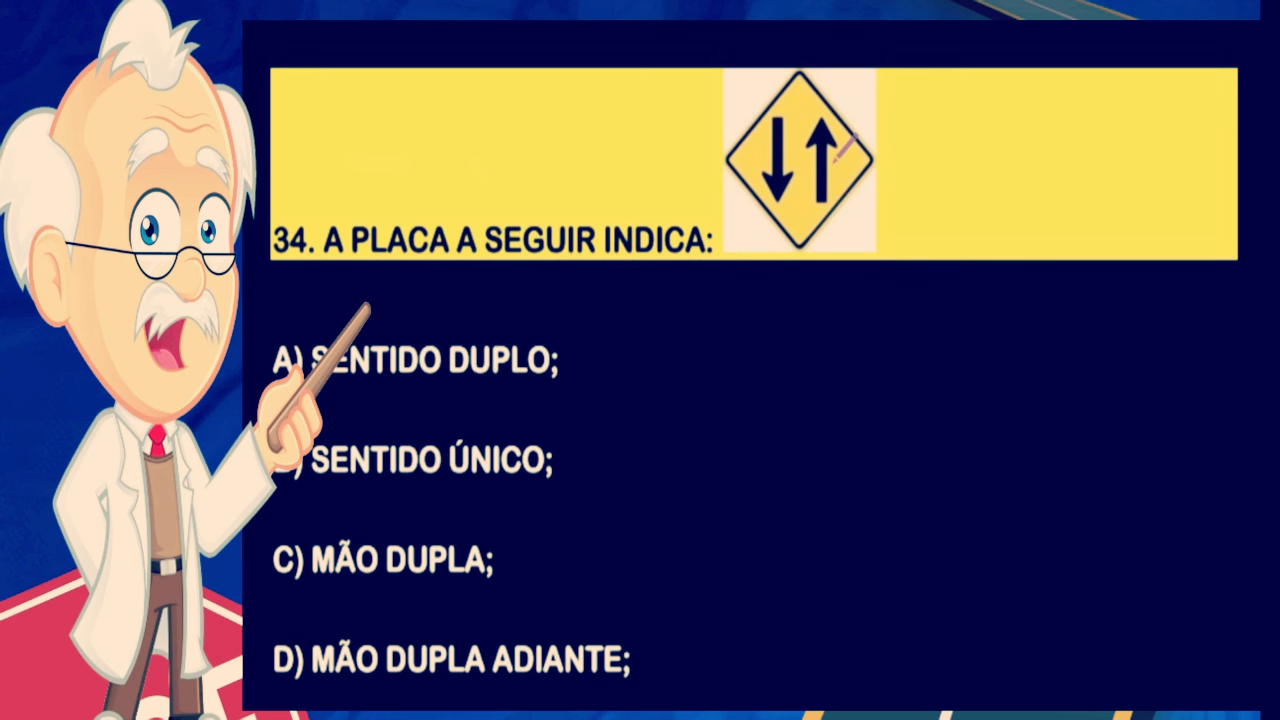 34. A PLACA A SEGUIR INDICA:
A) SENTIDO DUPLO;
B) SENTIDO ÚNICO;
C) MÃO DUPLA;
D) MÃO DUPLA ADIANTE;